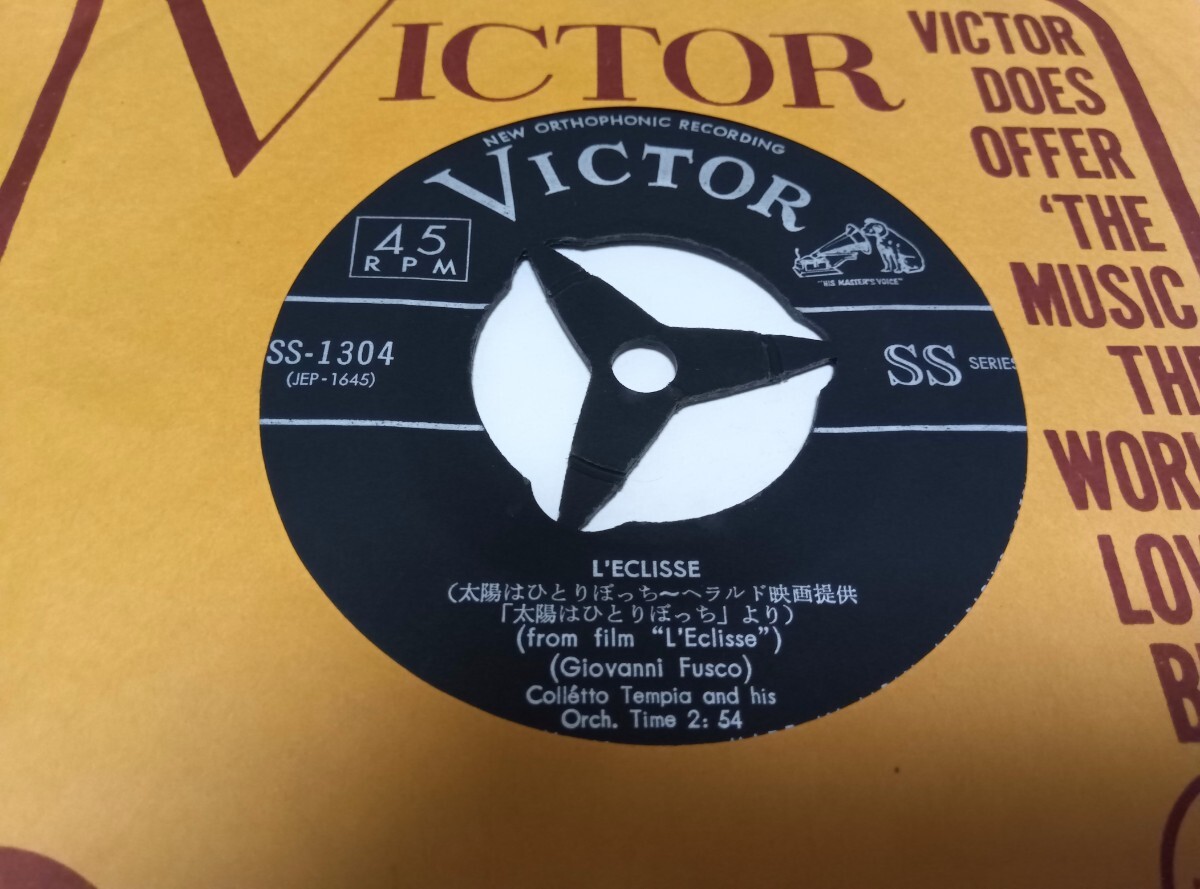 VICTOR
VICTOR
DOES
OFFER
'THE
MUSIC
LOV
NEW ORTHOPHONIC RECORDING
VICTOR
45
RPM
"HIS MASTER'S VOICE"
SS-1304
(JEP-1645)
SS SERIES
L'ECLISSE
(太陽はひとりぼっち~ヘラルド映画提供
「太陽はひとりぼっち」より)
(from film "L'Eclisse")
(Giovanni Fusco)
Collétto Tempia and his
Orch. Time 2: 54